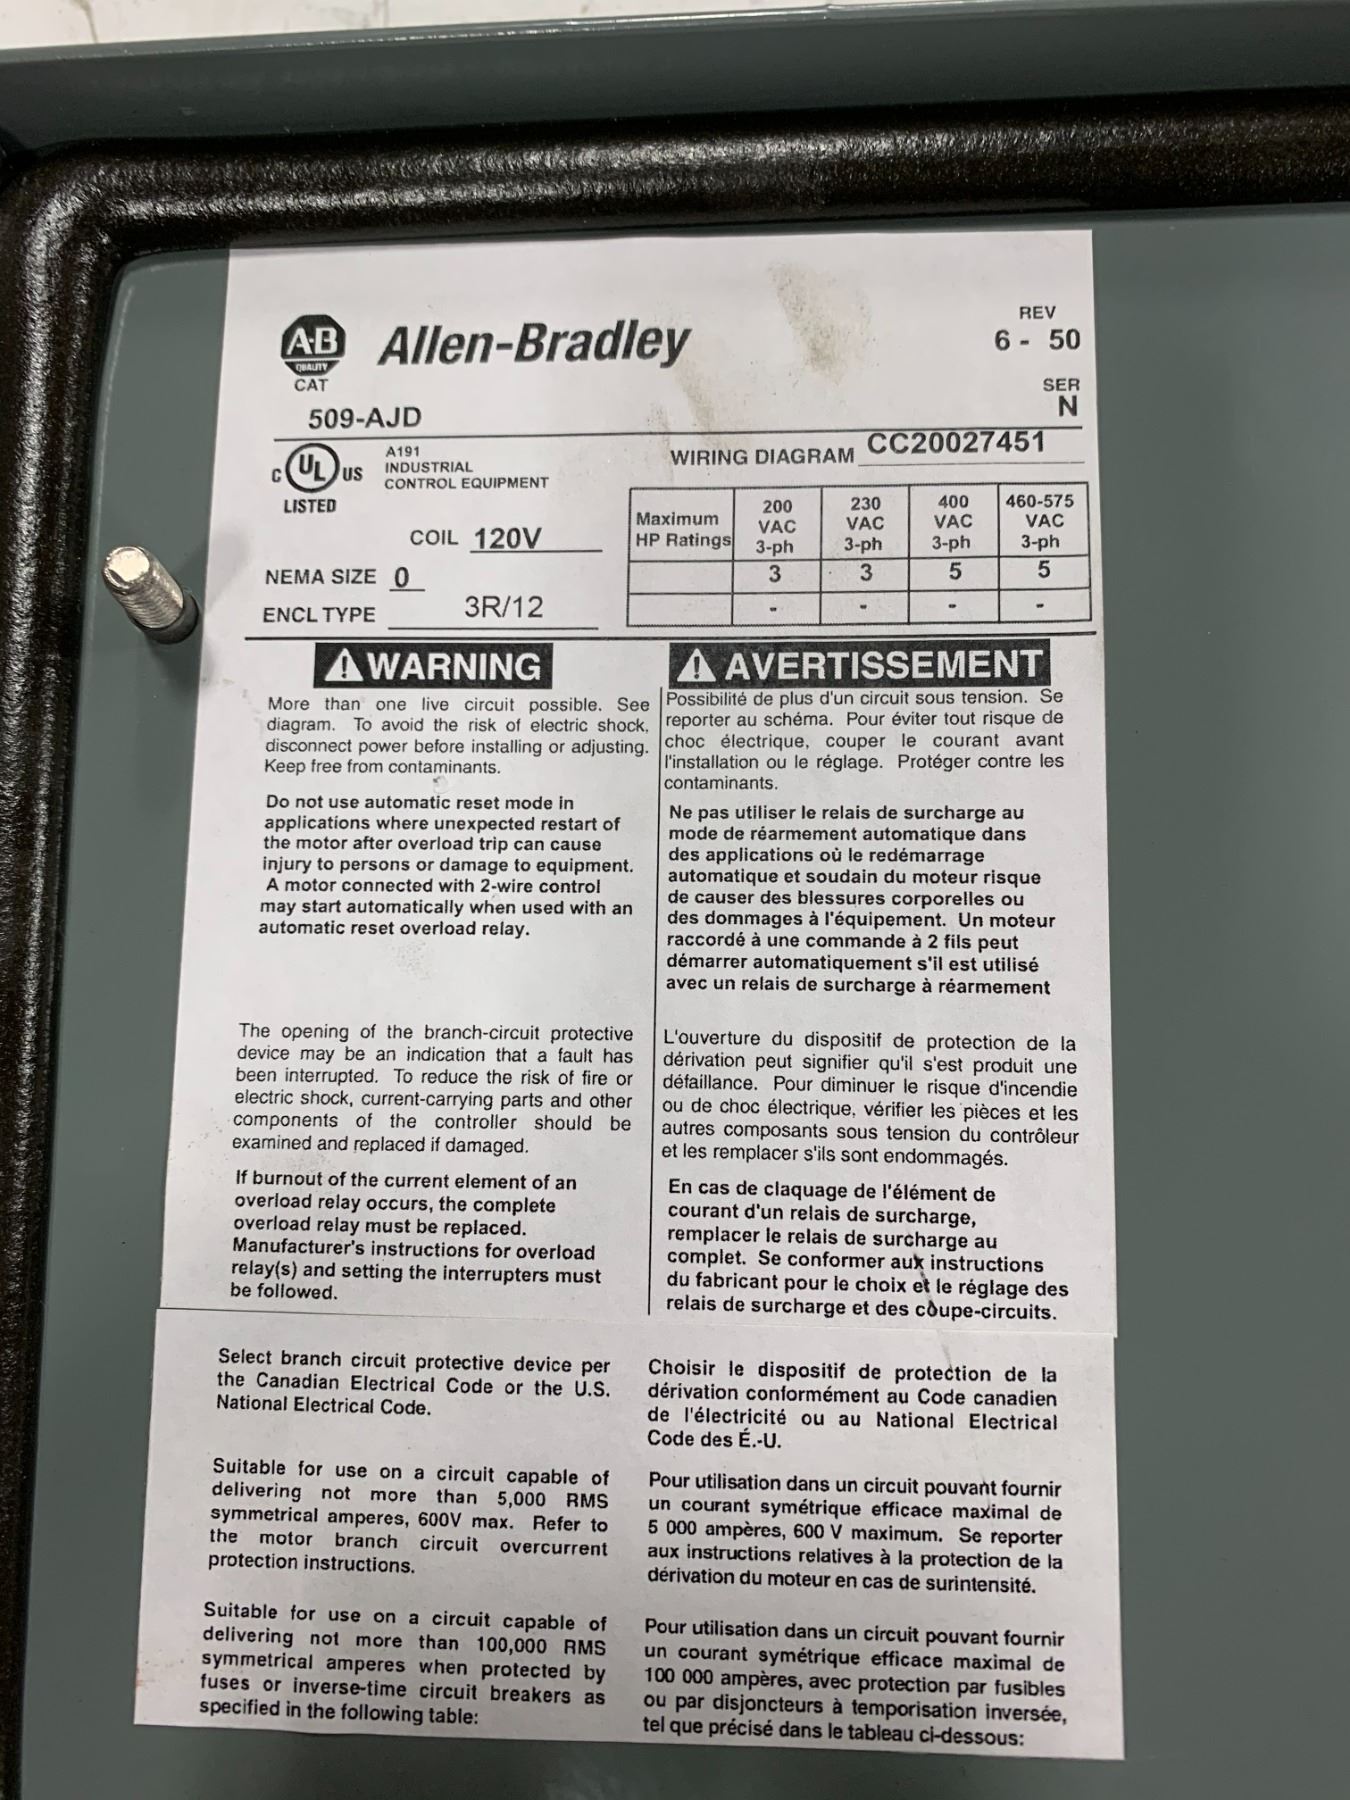 A-B
QUALITY
Allen-Bradley
REV
6 - 50
CAT
509-AJD
SER
N
C UL US
LISTED
A191
INDUSTRIAL
CONTROL EQUIPMENT
WIRING DIAGRAM CC20027451
COIL 120V
NEMA SIZE 0
ENCL TYPE 3R/12
Maximum HP Ratings 200 VAC 3-ph 230 VAC 3-ph 400 VAC 3-ph 460-575 VAC 3-ph
3 3 5 5
- - - -
WARNING
More than one live circuit possible. See
diagram. To avoid the risk of electric shock,
disconnect power before installing or adjusting.
Keep free from contaminants.
Do not use automatic reset mode in
applications where unexpected restart of
the motor after overload trip can cause
injury to persons or damage to equipment.
A motor connected with 2-wire control
may start automatically when used with an
automatic reset overload relay.
The opening of the branch-circuit protective
device may be an indication that a fault has
been interrupted. To reduce the risk of fire or
electric shock, current-carrying parts and other
components of the controller should be
examined and replaced if damaged.
If burnout of the current element of an
overload relay occurs, the complete
overload relay must be replaced.
Manufacturer's instructions for overload
relay(s) and setting the interrupters must
be followed.
AVERTISSEMENT
Possibilité de plus d'un circuit sous tension. Se
reporter au schéma. Pour éviter tout risque de
choc électrique, couper le courant avant
l'installation ou le réglage. Protéger contre les
contaminants.
Ne pas utiliser le relais de surcharge au
mode de réarmement automatique dans
des applications où le redémarrage
automatique et soudain du moteur risque
de causer des blessures corporelles ou
des dommages à l'équipement. Un moteur
raccordé à une commande à 2 fils peut
démarrer automatiquement s'il est utilisé
avec un relais de surcharge à réarmement
L'ouverture du dispositif de protection de la
dérivation peut signifier qu'il s'est produit une
défaillance. Pour diminuer le risque d'incendie
ou de choc électrique, vérifier les pièces et les
autres composants sous tension du contrôleur
et les remplacer s'ils sont endommagés.
En cas de claquage de l'élément de
courant d'un relais de surcharge,
remplacer le relais de surcharge au
complet. Se conformer aux instructions
du fabricant pour le choix et le réglage des
relais de surcharge et des coupe-circuits.
Select branch circuit protective device per
the Canadian Electrical Code or the U.S.
National Electrical Code.
Suitable for use on a circuit capable of
delivering not more than 5,000 RMS
symmetrical amperes, 600V max. Refer to
the motor branch circuit overcurrent
protection instructions.
Suitable for use on a circuit capable of
delivering not more than 100,000 RMS
symmetrical amperes when protected by
fuses or inverse-time circuit breakers as
specified in the following table:
Choisir le dispositif de protection de la
dérivation conformément au Code canadien
de l'électricité ou au National Electrical
Code des É.-U.
Pour utilisation dans un circuit pouvant fournir
un courant symétrique efficace maximal de
5 000 ampères, 600 V maximum. Se reporter
aux instructions relatives à la protection de la
dérivation du moteur en cas de surintensité.
Pour utilisation dans un circuit pouvant fournir
un courant symétrique efficace maximal de
100 000 ampères, avec protection par fusibles
ou par disjoncteurs à temporisation inversée,
tel que précisé dans le tableau ci-dessous: